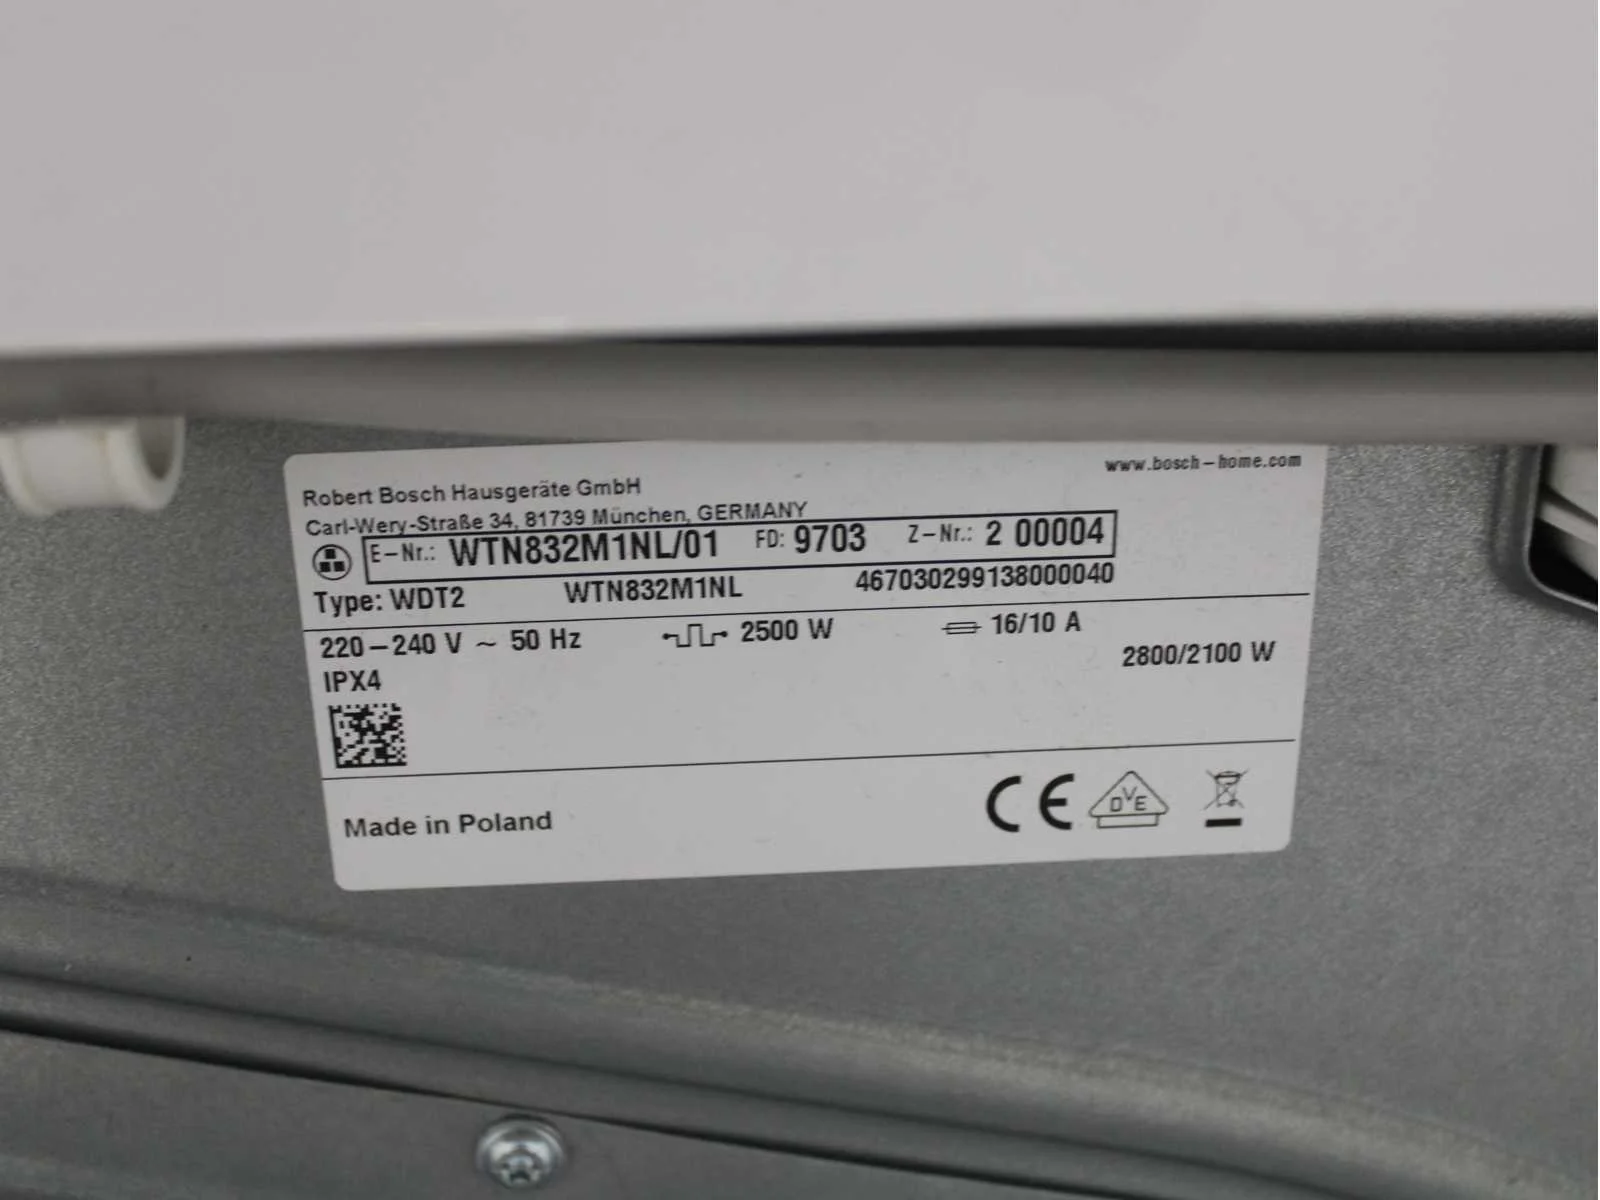 www.bosch-home.com
Robert Bosch Hausgeräte GmbH
Carl-Wery-Straße 34, 81739 München, GERMANY
E-Nr.: WTN832M1NL/01 FD: 9703 Z-Nr.: 2 00004
Type: WDT2 WTN832M1NL 467030299138000040
220-240 V ~ 50 Hz 2500 W 16/10 A
2800/2100 W
IPX4
Made in Poland
CE DVE